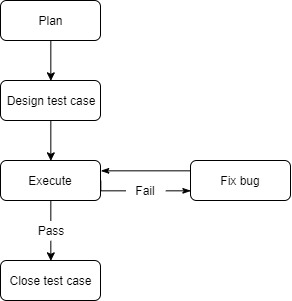 Plan
Design test case
Execute
Fix bug
Fail
Pass
Close test case